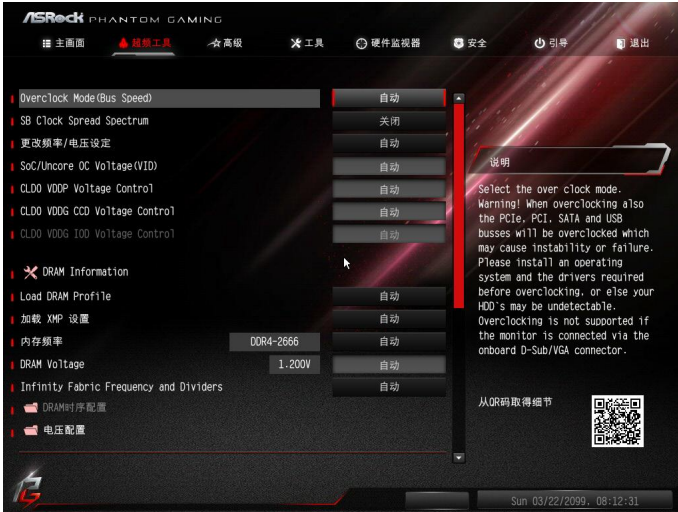 ASRock PHANTOM GAMING
主画面 超频工具 高级 工具 硬件监视器 安全 引导 退出
Overclock Mode(Bus Speed) 自动
SB Clock Spread Spectrum 关闭
更改频率/电压设定 自动
SoC/Uncore OC Voltage(VID) 自动
CLDO VDDP Voltage Control 自动
CLDO VDDG CCD Voltage Control 自动
CLDO VDDG IOD Voltage Control 自动
DRAM Information
Load DRAM Profile 自动
加载 XMP 设置 自动
内存频率 DDR4-2666 自动
DRAM Voltage 1.200V 自动
Infinity Fabric Frequency and Dividers 自动
DRAM时序配置
电压配置
说明
Select the over clock mode.
Warning! When overclocking also
the PCIe, PCI, SATA and USB
busses will be overclocked which
may cause instability or failure.
Please install an operating
system and the drivers required
before overclocking, or else your
HDD`s may be undetectable.
Overclocking is not supported if
the monitor is connected via the
onboard D-Sub/VGA connector.
从QR码取得细节
Sun 03/22/2099, 08:12:31